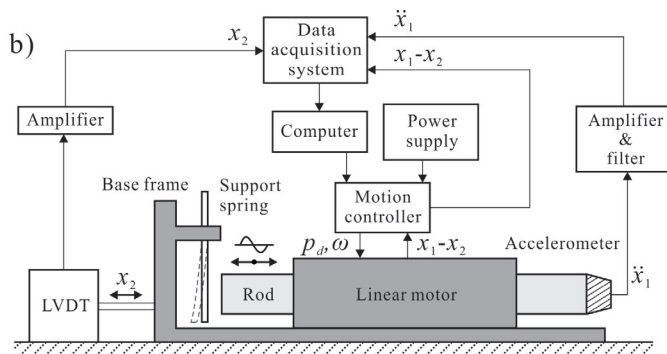 b)
x₂
Data
acquisition
system
ẍ₁
x₁-x₂
Amplifier
Computer
Power
supply
Amplifier
&
filter
Base frame
Support
spring
Motion
controller
p_d, ω
x₁-x₂
Accelerometer
ẍ₁
LVDT
x₂
Rod
Linear motor